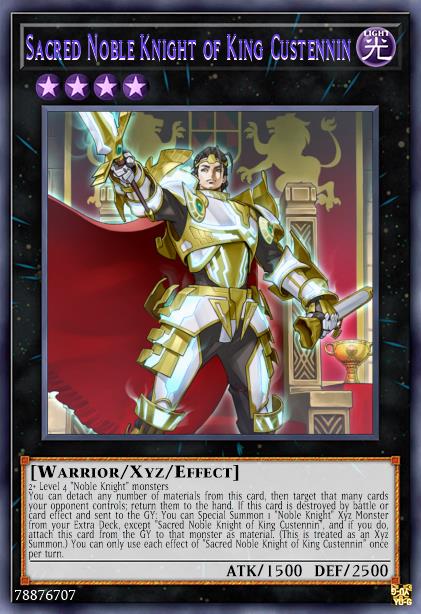 Sacred Noble Knight of King Custennin
LIGHT
光
[Warrior/Xyz/Effect]
2+ Level 4 "Noble Knight" monsters
You can detach any number of materials from this card, then target that many cards
your opponent controls; return them to the hand. If this card is destroyed by battle or
card effect and sent to the GY: You can Special Summon 1 "Noble Knight" Xyz Monster
from your Extra Deck, except "Sacred Noble Knight of King Custennin", and if you do,
attach this card from the GY to that monster as material. (This is treated as an Xyz
Summon.) You can only use each effect of "Sacred Noble Knight of King Custennin" once
per turn.
ATK/1500 DEF/2500
78876707